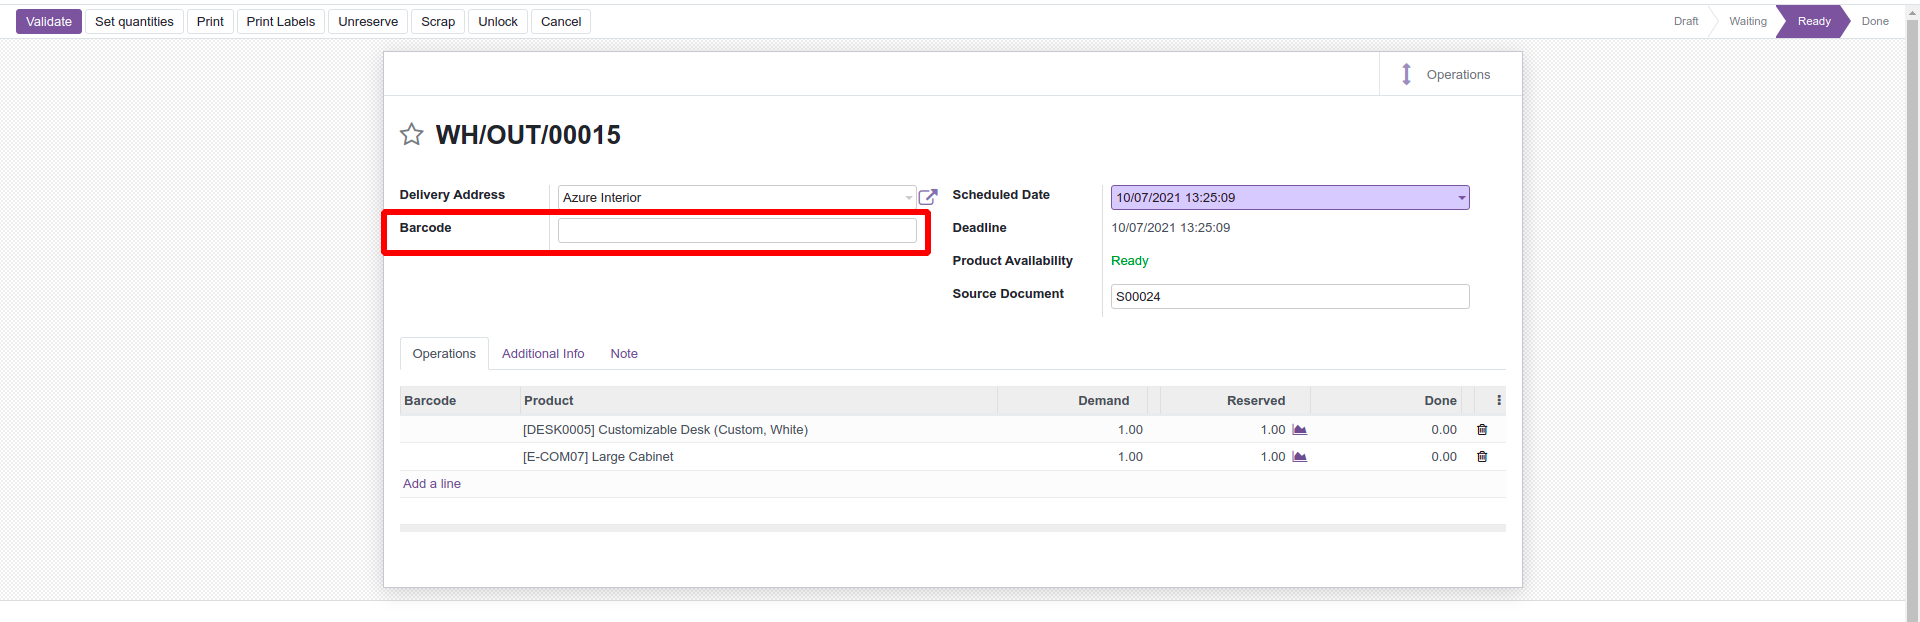 Validate Set quantities Print Print Labels Unreserve Scrap Unlock Cancel Draft Waiting Ready Done
Operations
WH/OUT/00015
Delivery Address Azure Interior Scheduled Date 10/07/2021 13:25:09
Barcode Deadline 10/07/2021 13:25:09
Product Availability Ready
Source Document S00024
Operations Additional Info Note
Barcode Product Demand Reserved Done
[DESK0005] Customizable Desk (Custom, White) 1.00 1.00 0.00
[E-COM07] Large Cabinet 1.00 1.00 0.00
Add a line